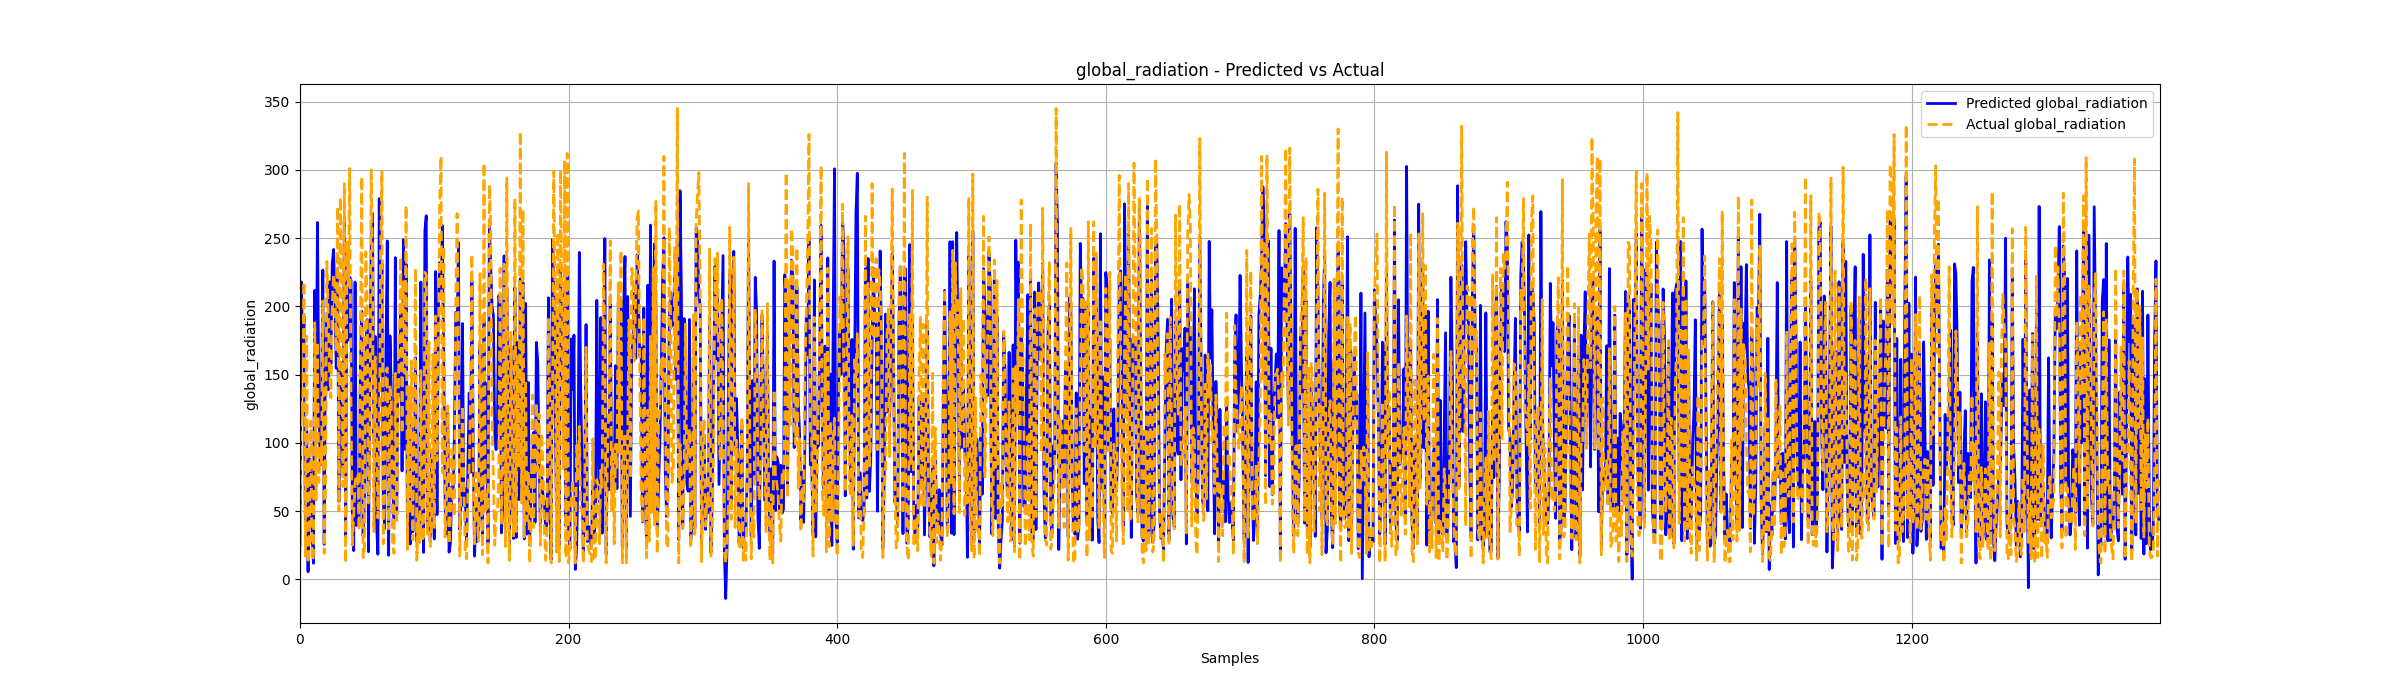 global_radiation - Predicted vs Actual
Predicted global_radiation
Actual global_radiation
350
300
250
200
150
100
50
0
global_radiation
0 200 400 600 800 1000 1200
Samples